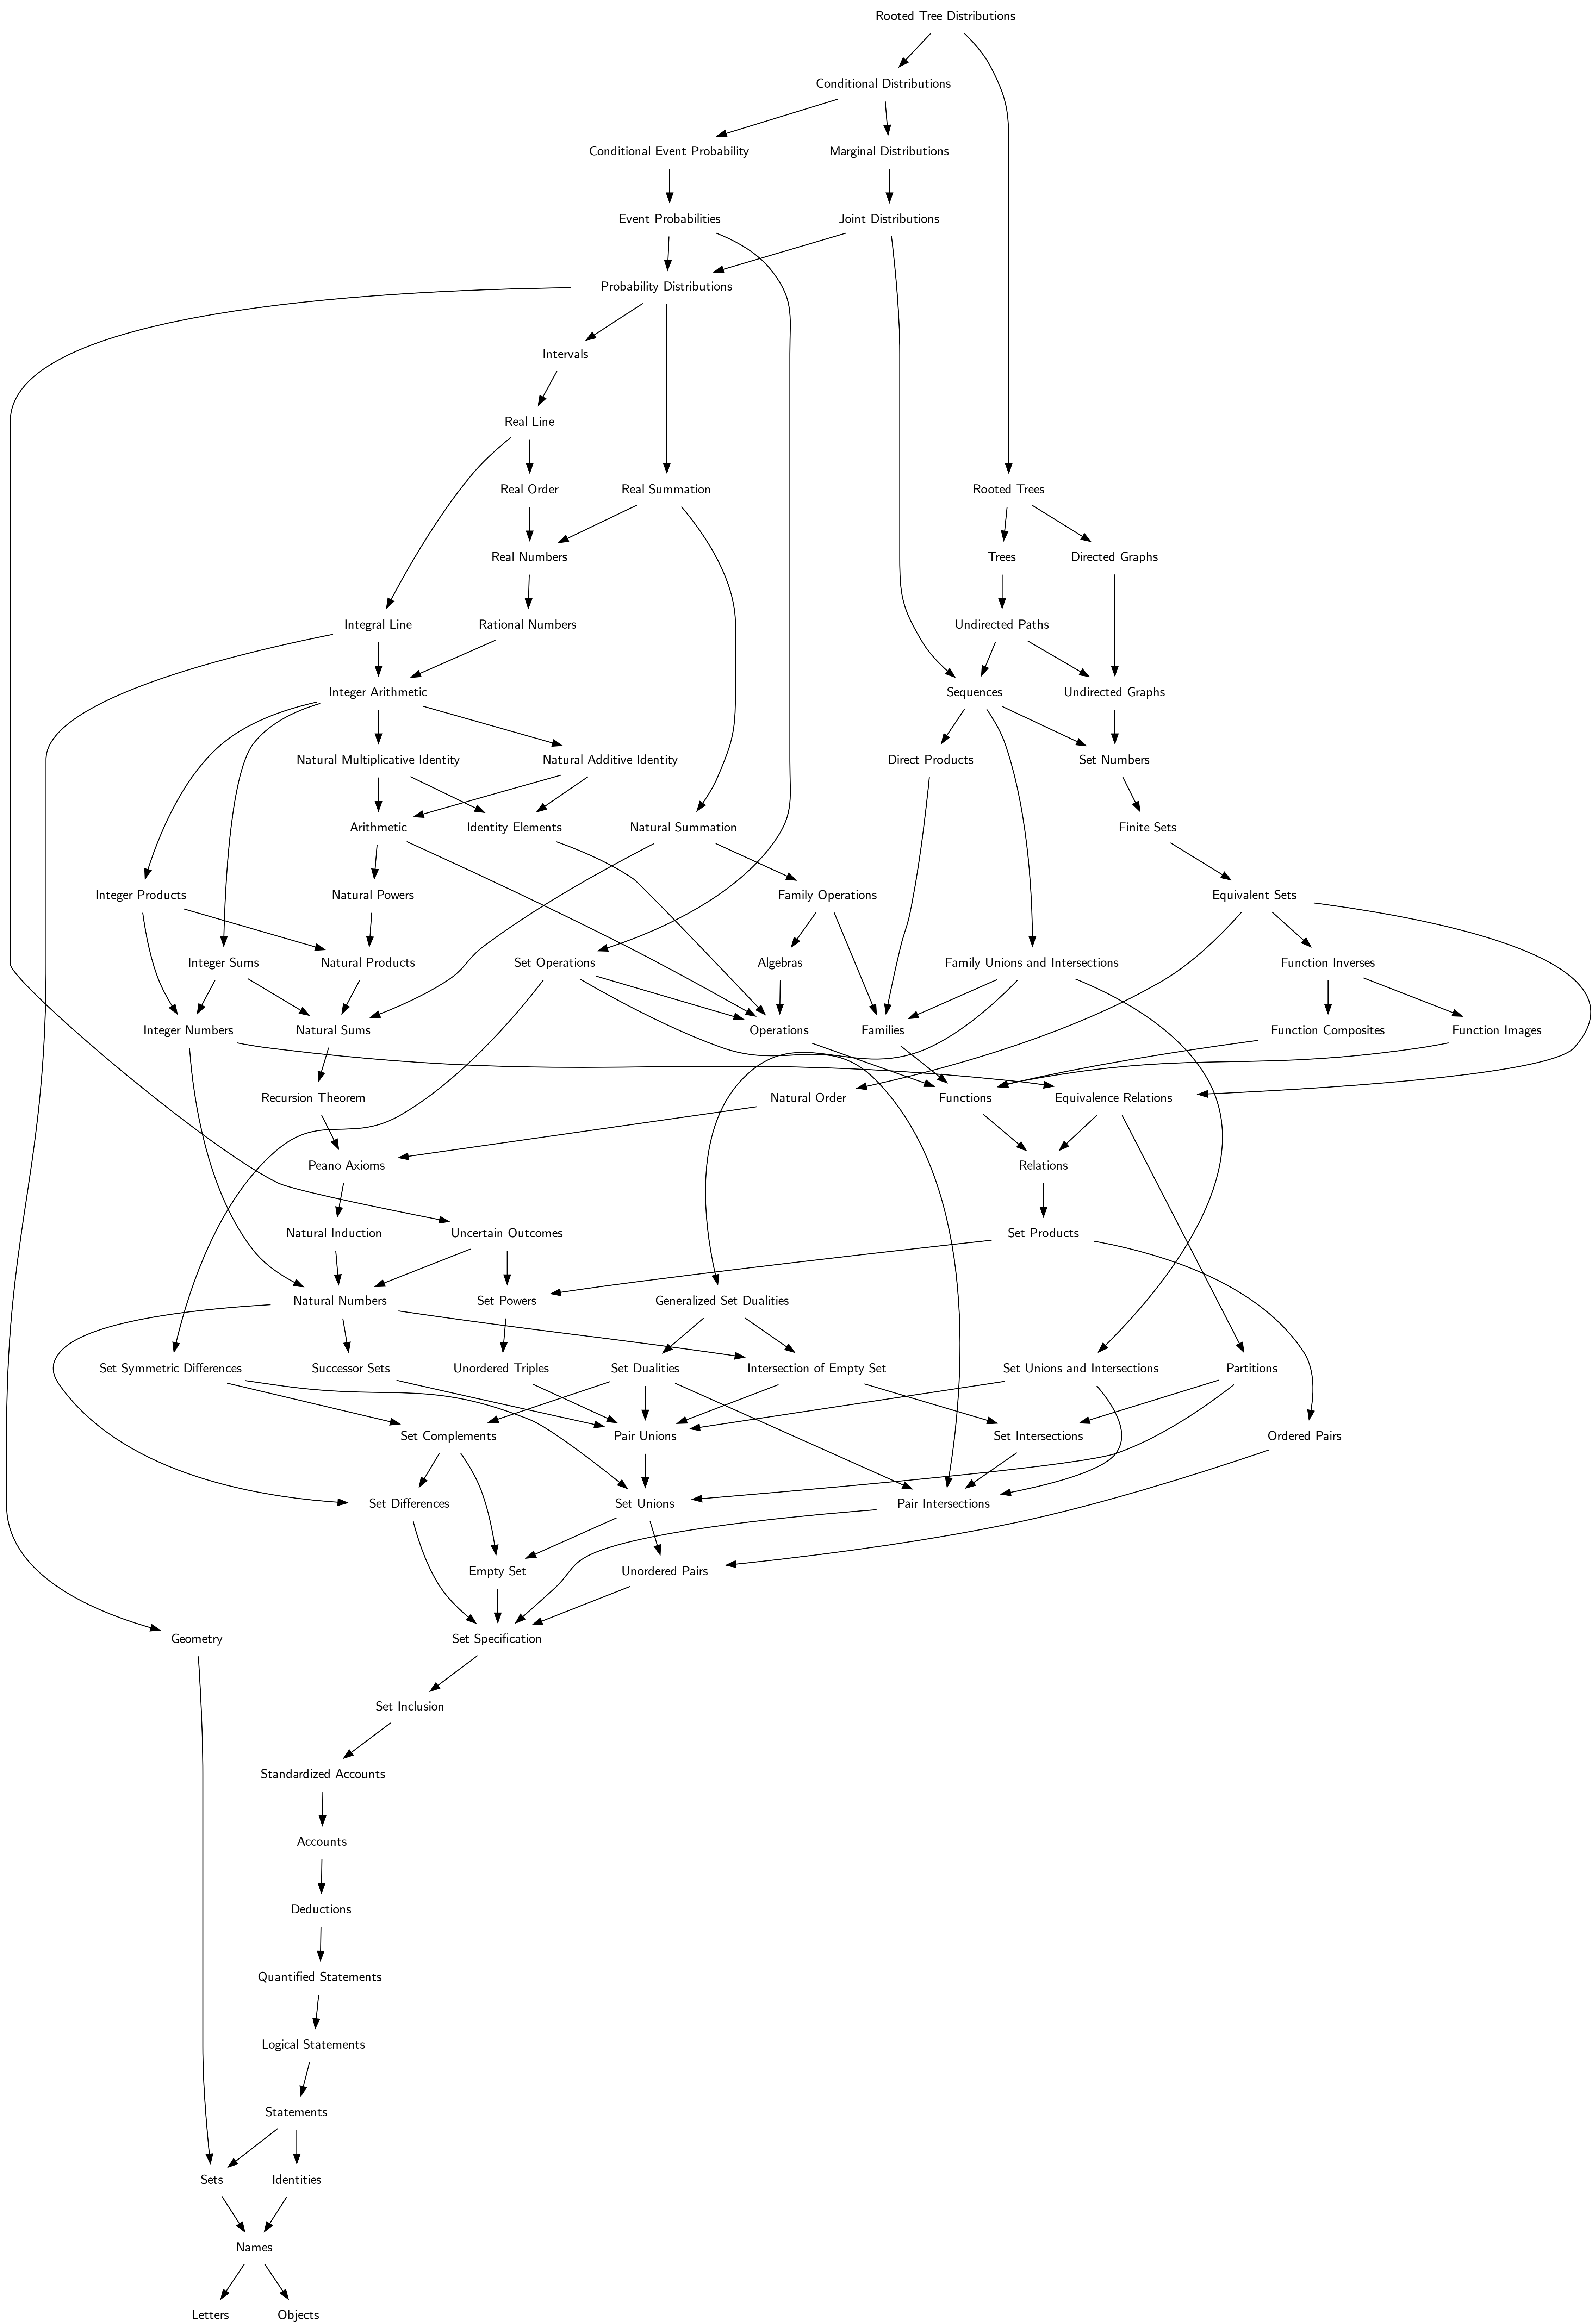 Rooted Tree Distributions
Conditional Distributions
Conditional Event Probability
Marginal Distributions
Event Probabilities
Joint Distributions
Probability Distributions
Intervals
Real Line
Real Order
Real Summation
Rooted Trees
Real Numbers
Trees
Directed Graphs
Integral Line
Rational Numbers
Undirected Paths
Integer Arithmetic
Sequences
Undirected Graphs
Natural Multiplicative Identity
Natural Additive Identity
Direct Products
Set Numbers
Arithmetic
Identity Elements
Natural Summation
Finite Sets
Integer Products
Natural Powers
Family Operations
Equivalent Sets
Integer Sums
Natural Products
Set Operations
Algebras
Family Unions and Intersections
Function Inverses
Integer Numbers
Natural Sums
Operations
Families
Function Composites
Function Images
Recursion Theorem
Natural Order
Functions
Equivalence Relations
Peano Axioms
Relations
Natural Induction
Uncertain Outcomes
Set Products
Natural Numbers
Set Powers
Generalized Set Dualities
Set Symmetric Differences
Successor Sets
Unordered Triples
Set Dualities
Intersection of Empty Set
Set Unions and Intersections
Partitions
Set Complements
Pair Unions
Set Intersections
Ordered Pairs
Set Differences
Set Unions
Pair Intersections
Empty Set
Unordered Pairs
Geometry
Set Specification
Set Inclusion
Standardized Accounts
Accounts
Deductions
Quantified Statements
Logical Statements
Statements
Sets
Identities
Names
Letters
Objects